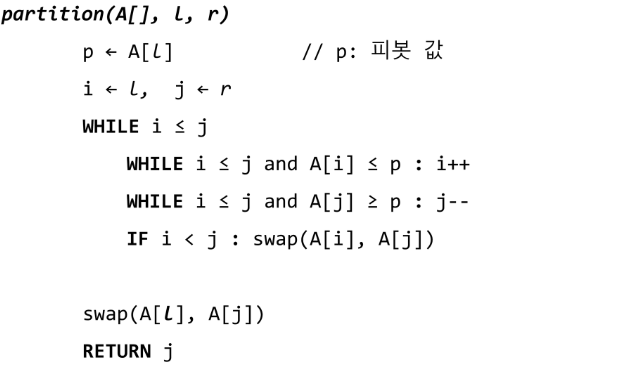 partition(A[], l, r)
p ← A[l] // p: 피봇 값
i ← l, j ← r
WHILE i ≤ j
WHILE i ≤ j and A[i] ≤ p : i++
WHILE i ≤ j and A[j] ≥ p : j--
IF i < j : swap(A[i], A[j])
swap(A[l], A[j])
RETURN j